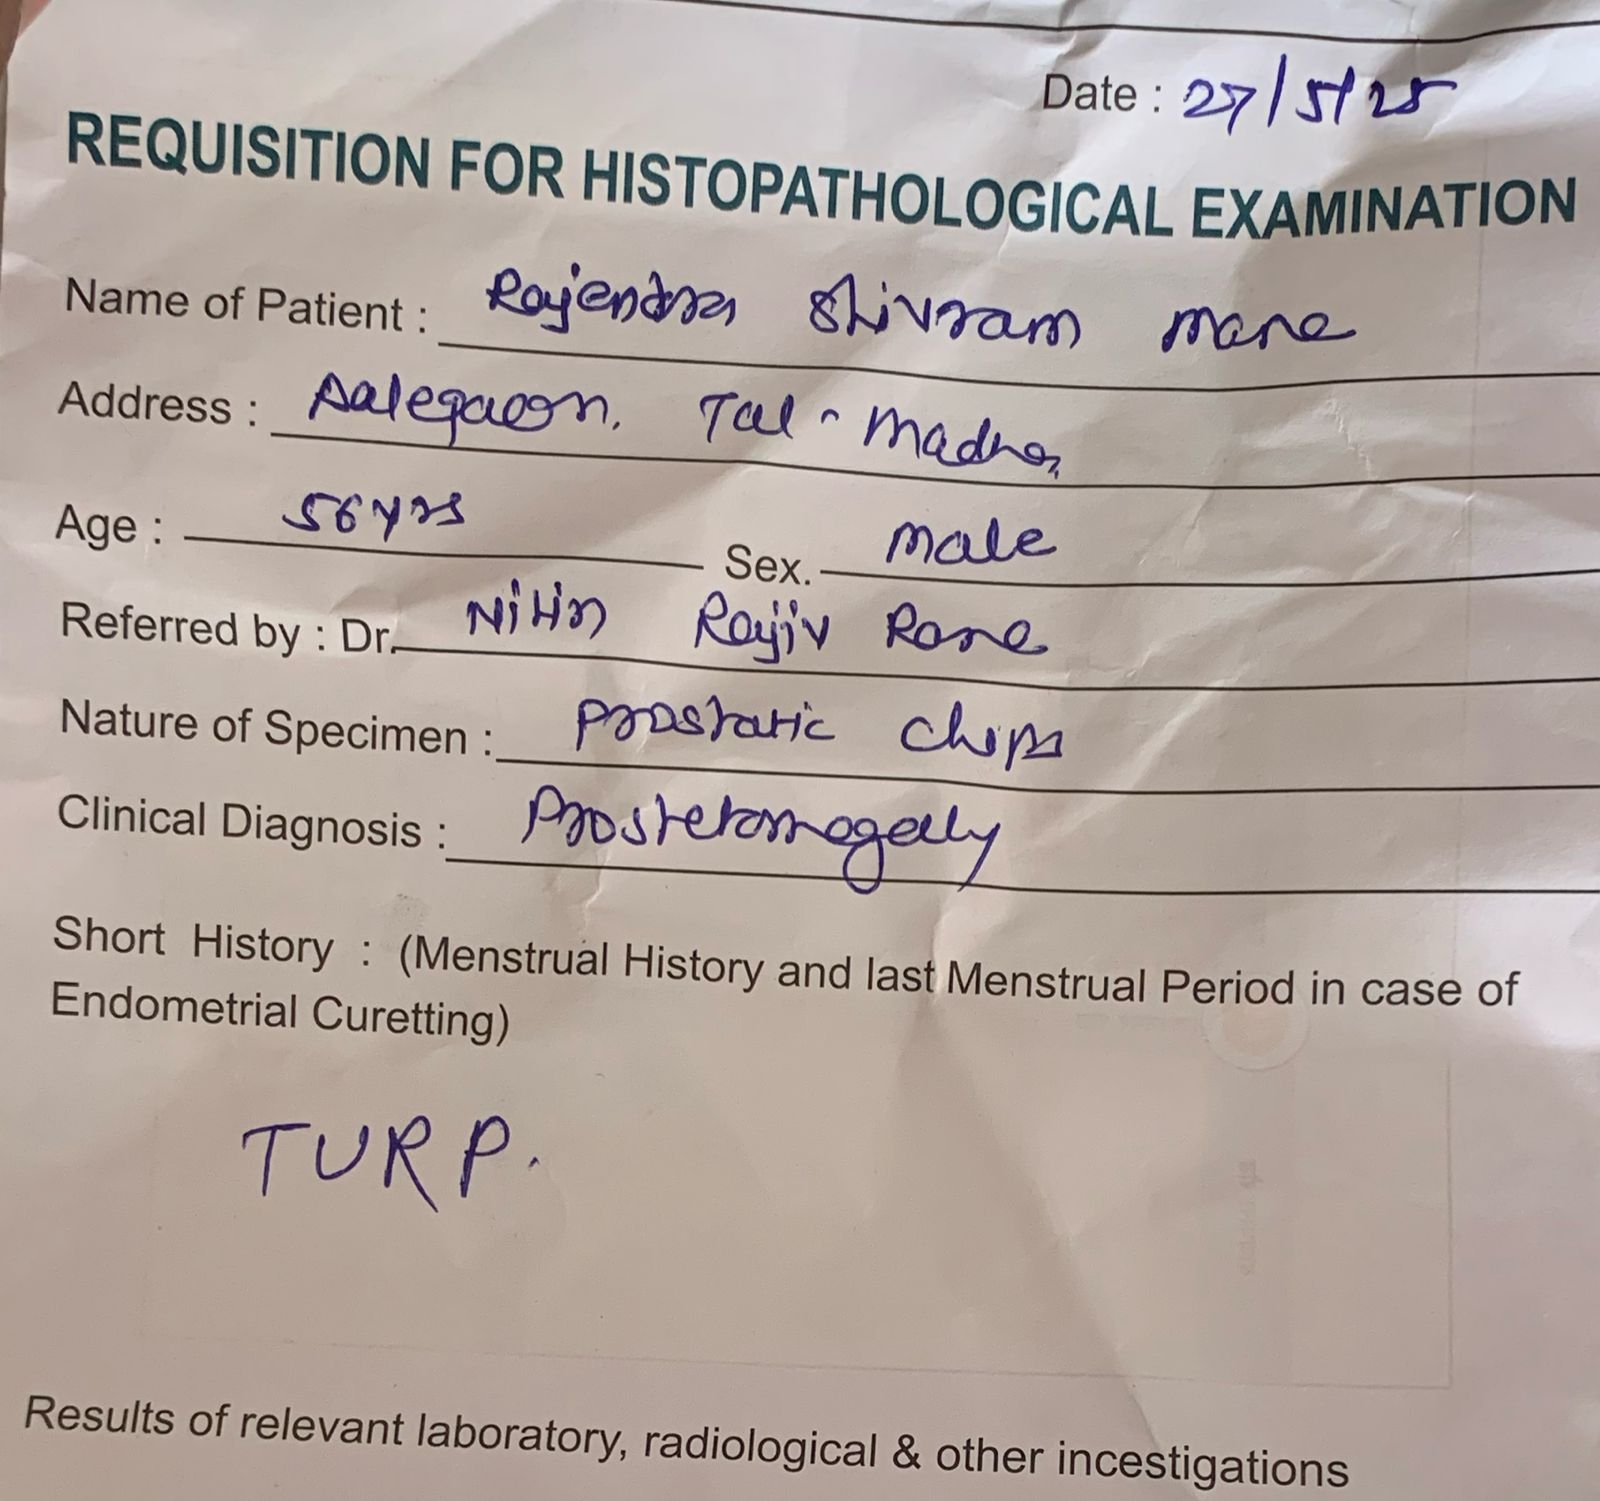 Date : 27/5/25
REQUISITION FOR HISTOPATHOLOGICAL EXAMINATION
Name of Patient : Rajendra Shivram Mane
Address : Aalegaon. Tal - Madha,
Age : 56 yrs Sex. male
Referred by : Dr. Nitin Rajiv Rane
Nature of Specimen : Prostatic chips
Clinical Diagnosis : Prostetomegally
Short History : (Menstrual History and last Menstrual Period in case of
Endometrial Curetting)
TURP.
Results of relevant laboratory, radiological & other incestigations